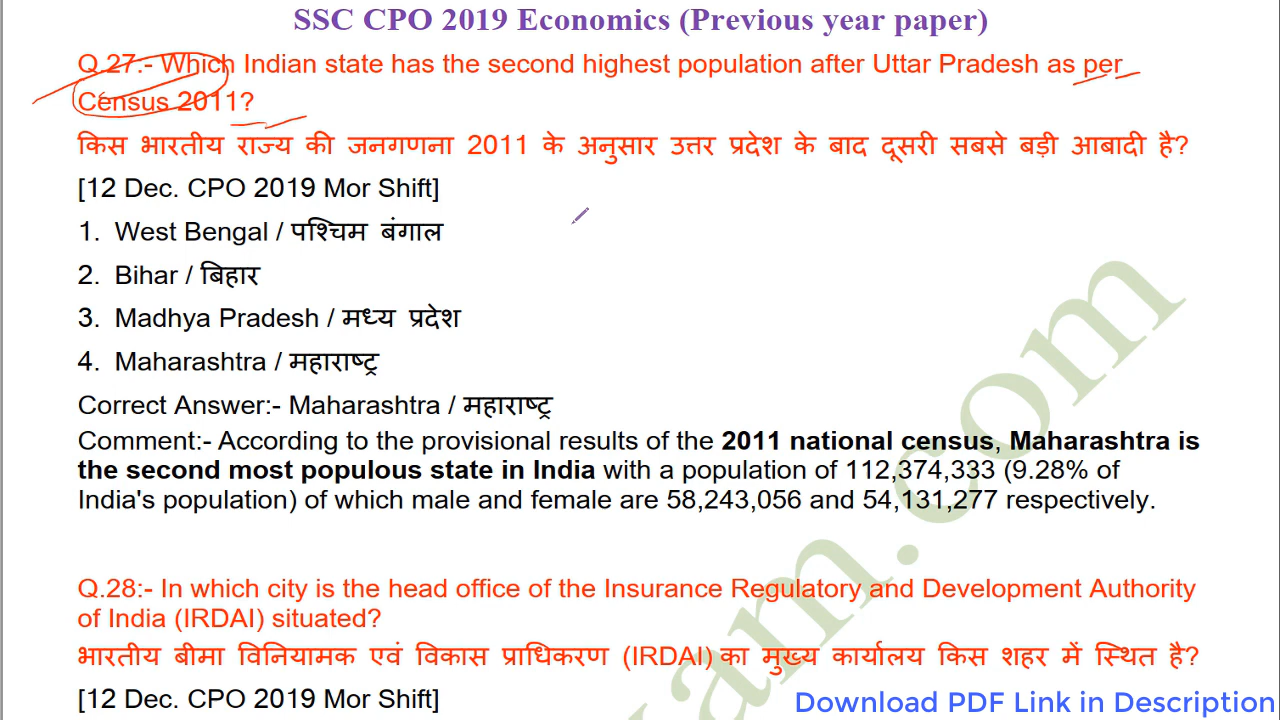 SSC CPO 2019 Economics (Previous year paper)
Q.27:- Which Indian state has the second highest population after Uttar Pradesh as per
Census 2011?
किस भारतीय राज्य की जनगणना 2011 के अनुसार उत्तर प्रदेश के बाद दूसरी सबसे बड़ी आबादी है?
[12 Dec. CPO 2019 Mor Shift]
1. West Bengal / पश्चिम बंगाल
2. Bihar / बिहार
3. Madhya Pradesh / मध्य प्रदेश
4. Maharashtra / महाराष्ट्र
Correct Answer:- Maharashtra / महाराष्ट्र
Comment:- According to the provisional results of the 2011 national census, Maharashtra is
the second most populous state in India with a population of 112,374,333 (9.28% of
India's population) of which male and female are 58,243,056 and 54,131,277 respectively.
Q.28:- In which city is the head office of the Insurance Regulatory and Development Authority
of India (IRDAI) situated?
भारतीय बीमा विनियामक एवं विकास प्राधिकरण (IRDAI) का मुख्य कार्यालय किस शहर में स्थित है?
[12 Dec. CPO 2019 Mor Shift]
am.com
Download PDF Link in Description